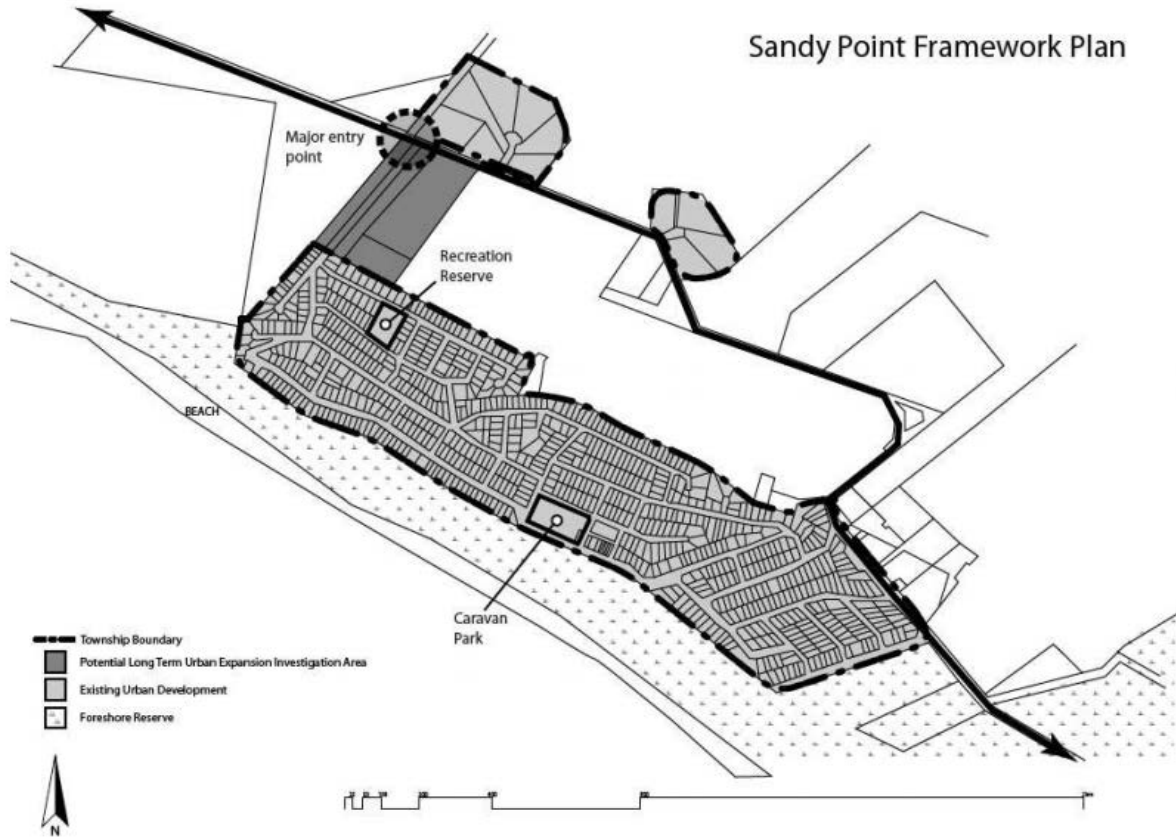 Sandy Point Framework Plan
Major entry
point
Recreation
Reserve
BEACH
Caravan
Park
Township Boundary
Potential Long Term Urban Expansion Investigation Area
Existing Urban Development
Foreshore Reserve
N